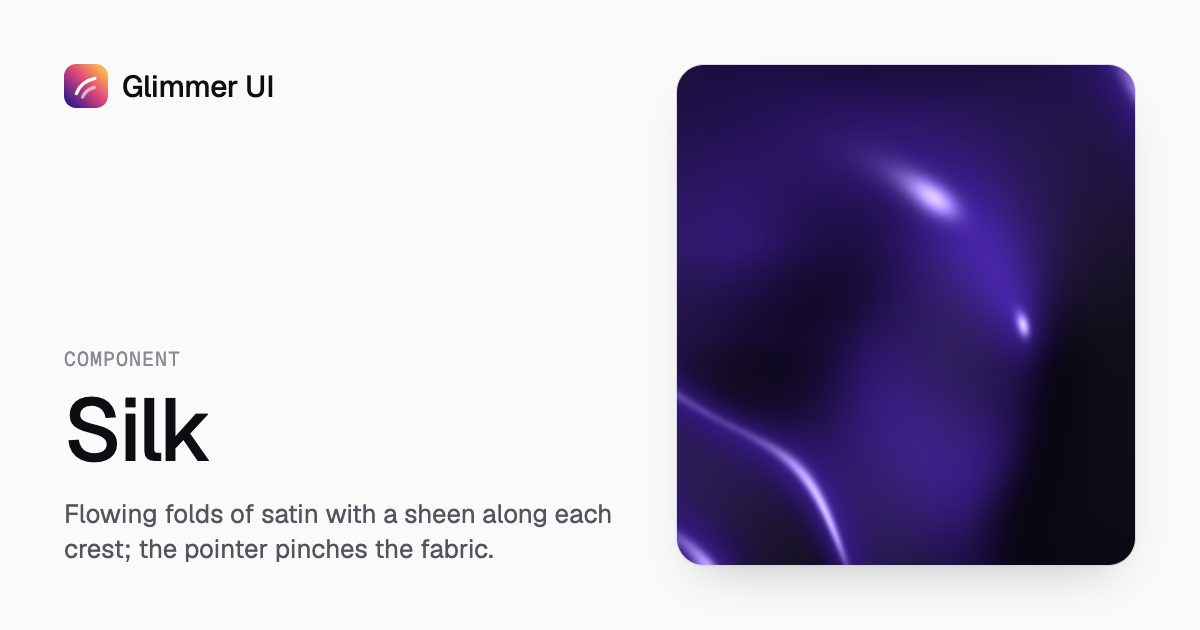 Glimmer UI
COMPONENT
Silk
Flowing folds of satin with a sheen along each
crest; the pointer pinches the fabric.